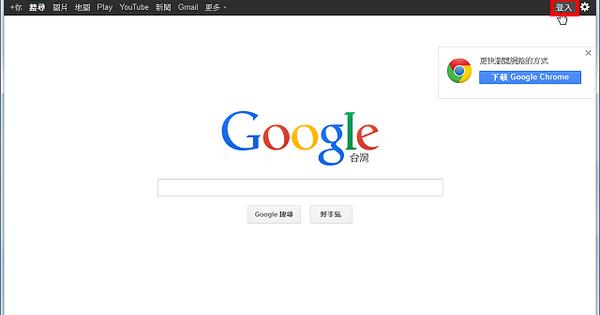 +你 搜尋 圖片 地圖 Play YouTube 新聞 Gmail 更多 登入
更快瀏覽網路的方式
下載 Google Chrome
Google
台灣
Google 搜尋 好手氣